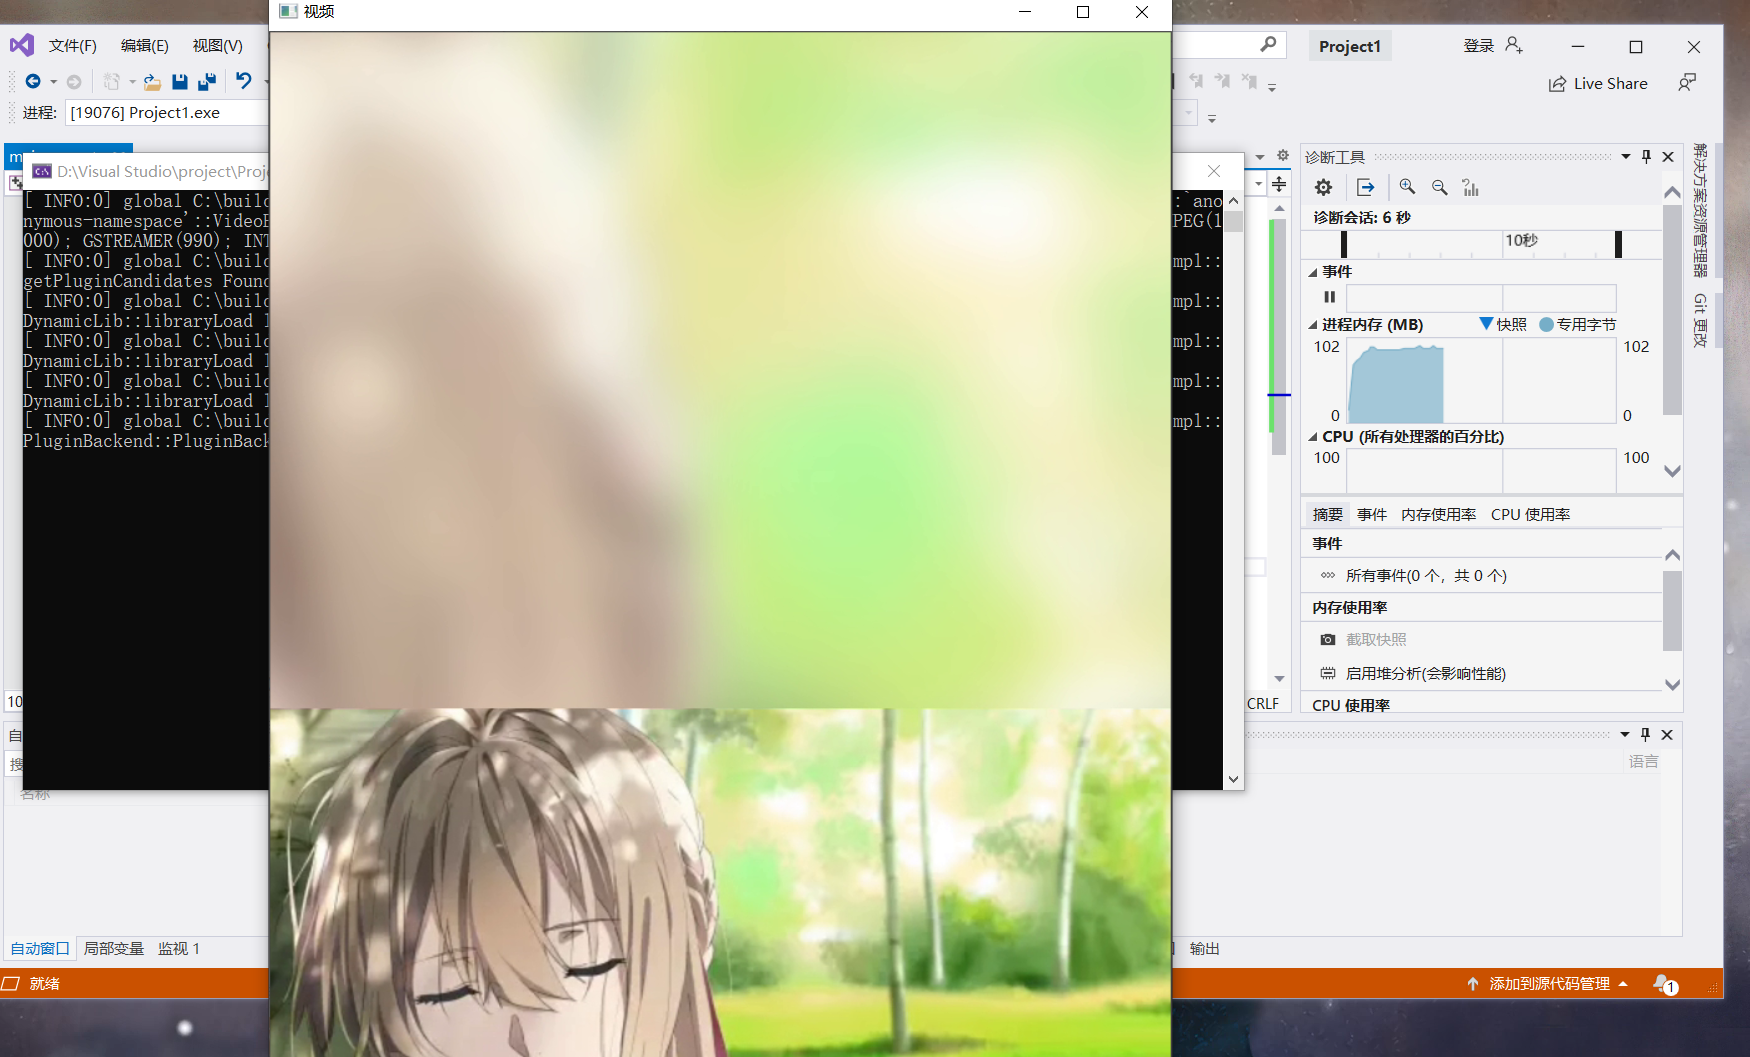 视频
文件(F) 编辑(E) 视图(V)
Project1
登录
Live Share
进程: [19076] Project1.exe
D:\Visual Studio\project\Proj
[ INFO:0] global C:\build
:`ano
nymous-namespace'::VideoB
PEG(1
000); GSTREAMER(990); INT
[ INFO:0] global C:\build
mpl::
getPluginCandidates Found
[ INFO:0] global C:\build
mpl::
DynamicLib::libraryLoad l
[ INFO:0] global C:\build
mpl::
DynamicLib::libraryLoad l
[ INFO:0] global C:\build
mpl::
DynamicLib::libraryLoad l
[ INFO:0] global C:\build
mpl::
PluginBackend::PluginBack
诊断工具
诊断会话: 6 秒
10秒
事件
进程内存 (MB) 快照 专用字节
102 102
0 0
CPU (所有处理器的百分比)
100 100
摘要 事件 内存使用率 CPU 使用率
事件
所有事件(0 个，共 0 个)
内存使用率
截取快照
启用堆分析(会影响性能)
CPU 使用率
解决方案资源管理器
Git 更改
10
CRLF
自
搜
名称
语言
自动窗口 局部变量 监视 1
输出
就绪
添加到源代码管理
1